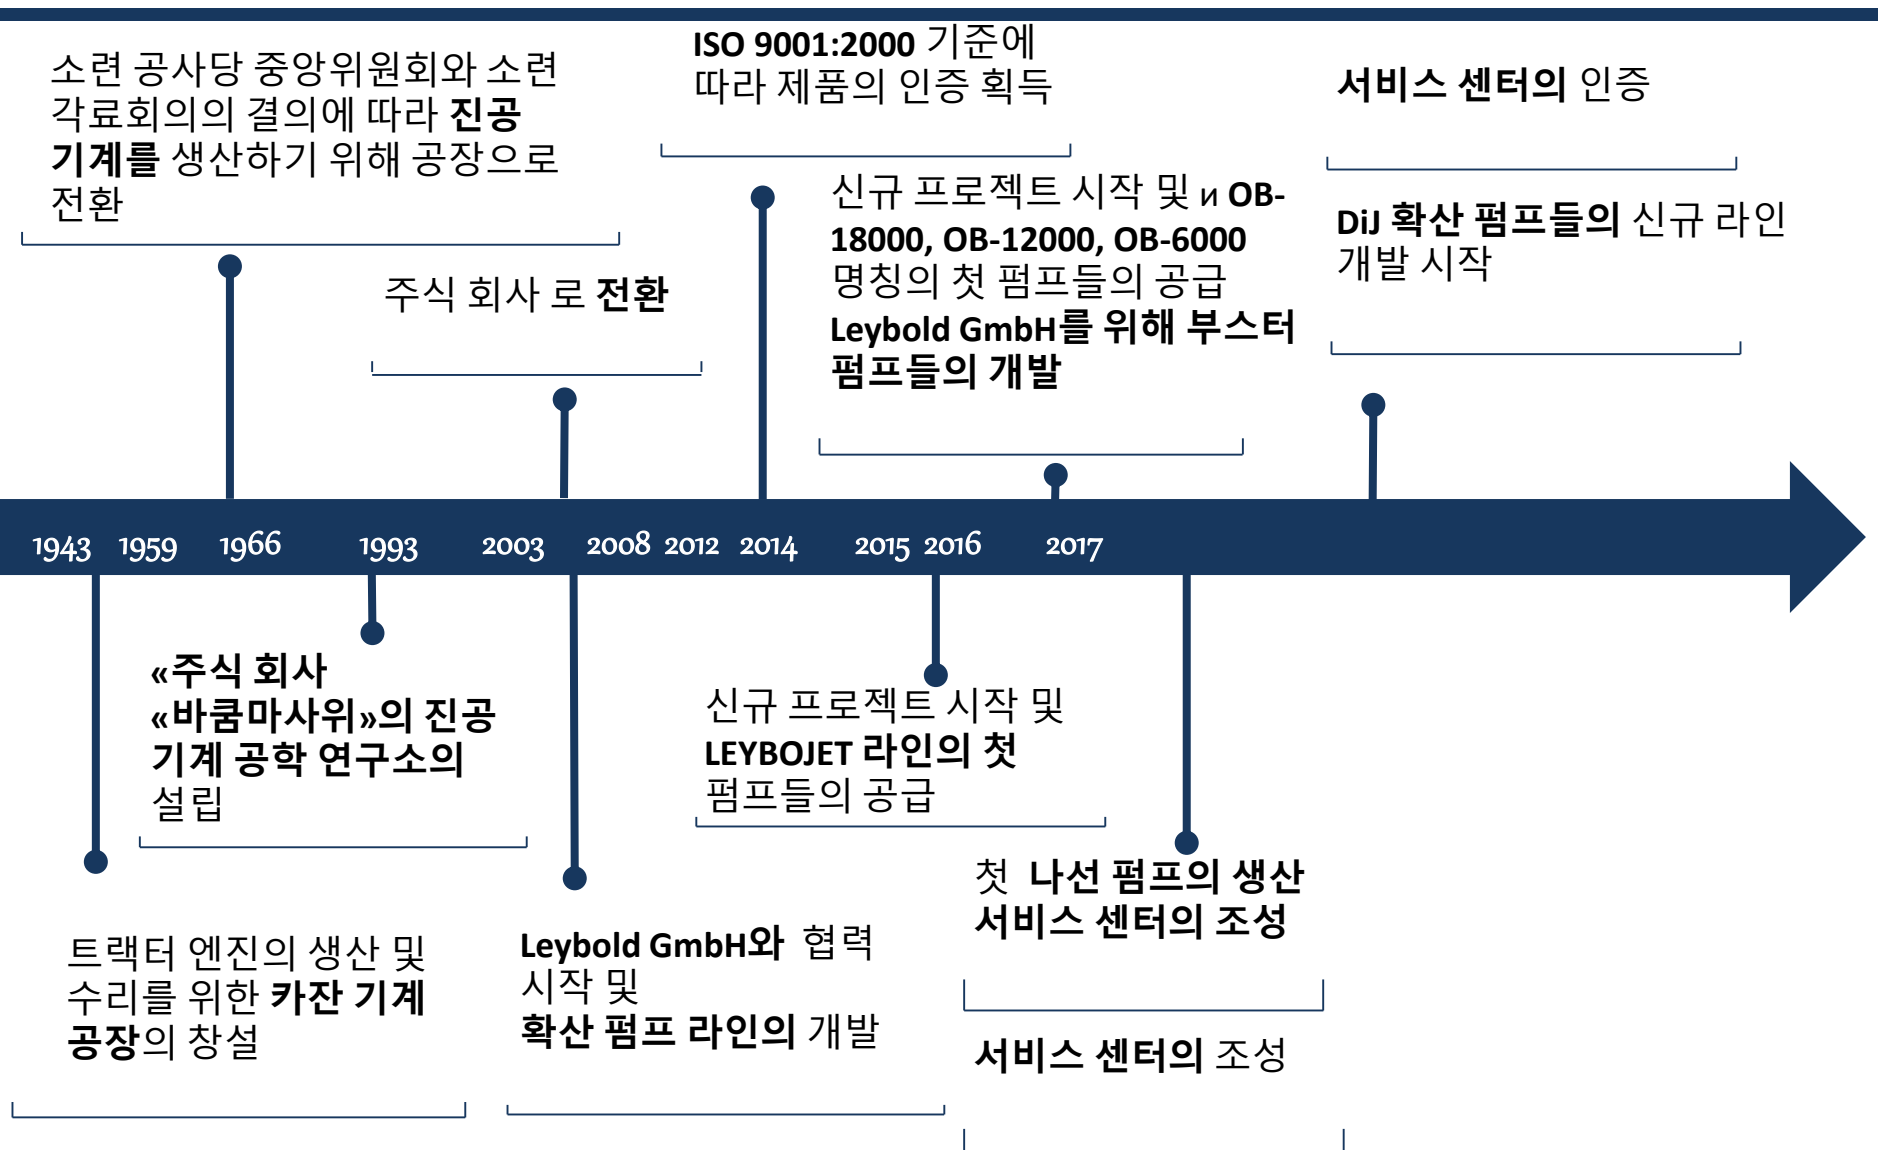 소련 공사당 중앙위원회와 소련
각료회의의 결의에 따라 진공
기계를 생산하기 위해 공장으로
전환
주식 회사 로 전환
ISO 9001:2000 기준에
따라 제품의 인증 획득
신규 프로젝트 시작 및 и OB-
18000, OB-12000, OB-6000
명칭의 첫 펌프들의 공급
Leybold GmbH를 위해 부스터
펌프들의 개발
서비스 센터의 인증
DiJ 확산 펌프들의 신규 라인
개발 시작
1943 1959 1966 1993 2003 2008 2012 2014 2015 2016 2017
«주식 회사
«바쿰마사위»의 진공
기계 공학 연구소의
설립
트랙터 엔진의 생산 및
수리를 위한 카잔 기계
공장의 창설
Leybold GmbH와 협력
시작 및
확산 펌프 라인의 개발
신규 프로젝트 시작 및
LEYBOJET 라인의 첫
펌프들의 공급
첫 나선 펌프의 생산
서비스 센터의 조성
서비스 센터의 조성